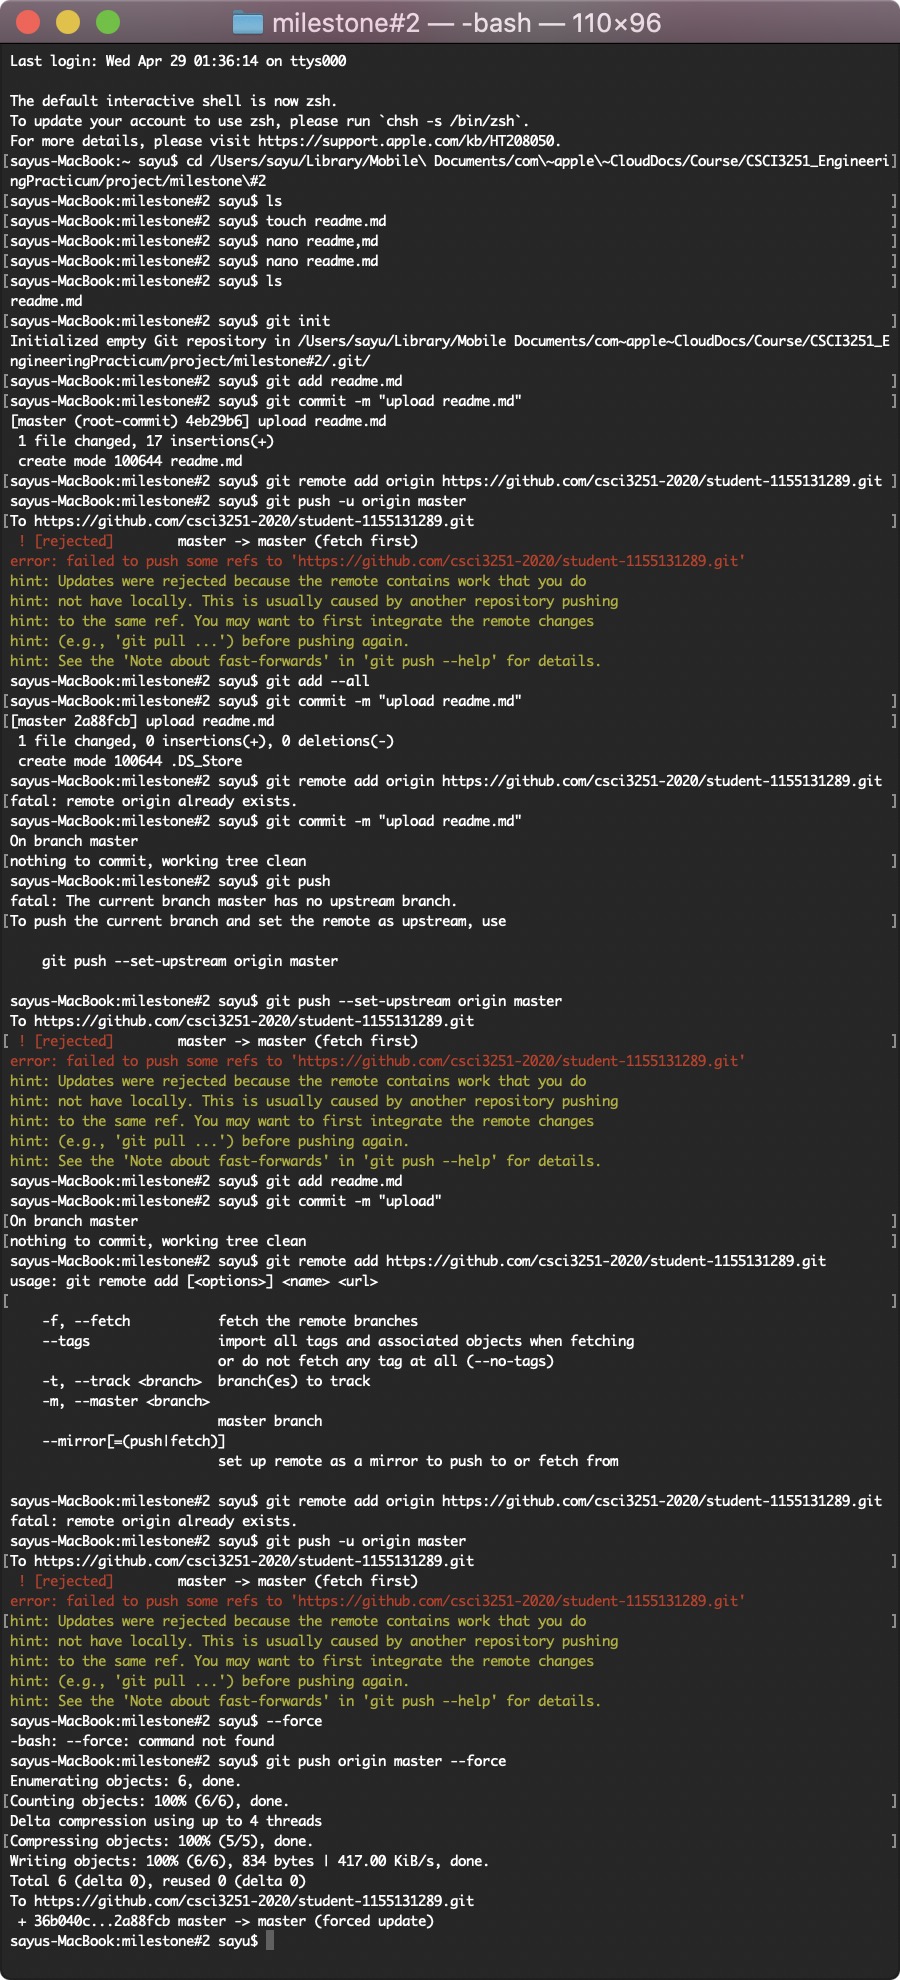 milestone#2 — -bash — 110×96
Last login: Wed Apr 29 01:36:14 on ttys000
The default interactive shell is now zsh.
To update your account to use zsh, please run `chsh -s /bin/zsh`.
For more details, please visit https://support.apple.com/kb/HT208050.
[sayus-MacBook:~ sayu$ cd /Users/sayu/Library/Mobile\ Documents/com\~apple\~CloudDocs/Course/CSCI3251_Engineeri]
ngPracticum/project/milestone\#2
[sayus-MacBook:milestone#2 sayu$ ls ]
[sayus-MacBook:milestone#2 sayu$ touch readme.md ]
[sayus-MacBook:milestone#2 sayu$ nano readme,md ]
[sayus-MacBook:milestone#2 sayu$ nano readme.md ]
[sayus-MacBook:milestone#2 sayu$ ls ]
readme.md
[sayus-MacBook:milestone#2 sayu$ git init ]
Initialized empty Git repository in /Users/sayu/Library/Mobile Documents/com~apple~CloudDocs/Course/CSCI3251_E
ngineeringPracticum/project/milestone#2/.git/
[sayus-MacBook:milestone#2 sayu$ git add readme.md ]
[sayus-MacBook:milestone#2 sayu$ git commit -m "upload readme.md" ]
[master (root-commit) 4eb29b6] upload readme.md
 1 file changed, 17 insertions(+)
 create mode 100644 readme.md
[sayus-MacBook:milestone#2 sayu$ git remote add origin https://github.com/csci3251-2020/student-1155131289.git ]
sayus-MacBook:milestone#2 sayu$ git push -u origin master
[To https://github.com/csci3251-2020/student-1155131289.git ]
 ! [rejected]        master -> master (fetch first)
error: failed to push some refs to 'https://github.com/csci3251-2020/student-1155131289.git'
hint: Updates were rejected because the remote contains work that you do
hint: not have locally. This is usually caused by another repository pushing
hint: to the same ref. You may want to first integrate the remote changes
hint: (e.g., 'git pull ...') before pushing again.
hint: See the 'Note about fast-forwards' in 'git push --help' for details.
sayus-MacBook:milestone#2 sayu$ git add --all
[sayus-MacBook:milestone#2 sayu$ git commit -m "upload readme.md" ]
[[master 2a88fcb] upload readme.md ]
 1 file changed, 0 insertions(+), 0 deletions(-)
 create mode 100644 .DS_Store
sayus-MacBook:milestone#2 sayu$ git remote add origin https://github.com/csci3251-2020/student-1155131289.git
[fatal: remote origin already exists. ]
sayus-MacBook:milestone#2 sayu$ git commit -m "upload readme.md"
On branch master
[nothing to commit, working tree clean ]
sayus-MacBook:milestone#2 sayu$ git push
fatal: The current branch master has no upstream branch.
[To push the current branch and set the remote as upstream, use ]
    git push --set-upstream origin master
sayus-MacBook:milestone#2 sayu$ git push --set-upstream origin master
To https://github.com/csci3251-2020/student-1155131289.git
[ ! [rejected]        master -> master (fetch first) ]
error: failed to push some refs to 'https://github.com/csci3251-2020/student-1155131289.git'
hint: Updates were rejected because the remote contains work that you do
hint: not have locally. This is usually caused by another repository pushing
hint: to the same ref. You may want to first integrate the remote changes
hint: (e.g., 'git pull ...') before pushing again.
hint: See the 'Note about fast-forwards' in 'git push --help' for details.
sayus-MacBook:milestone#2 sayu$ git add readme.md
sayus-MacBook:milestone#2 sayu$ git commit -m "upload"
[On branch master ]
[nothing to commit, working tree clean ]
sayus-MacBook:milestone#2 sayu$ git remote add https://github.com/csci3251-2020/student-1155131289.git
usage: git remote add [<options>] <name> <url>
[ ]
    -f, --fetch           fetch the remote branches
    --tags                import all tags and associated objects when fetching
                          or do not fetch any tag at all (--no-tags)
    -t, --track <branch>  branch(es) to track
    -m, --master <branch>
                          master branch
    --mirror[=(push|fetch)]
                          set up remote as a mirror to push to or fetch from
sayus-MacBook:milestone#2 sayu$ git remote add origin https://github.com/csci3251-2020/student-1155131289.git
fatal: remote origin already exists.
sayus-MacBook:milestone#2 sayu$ git push -u origin master
[To https://github.com/csci3251-2020/student-1155131289.git ]
 ! [rejected]        master -> master (fetch first)
error: failed to push some refs to 'https://github.com/csci3251-2020/student-1155131289.git'
[hint: Updates were rejected because the remote contains work that you do ]
hint: not have locally. This is usually caused by another repository pushing
hint: to the same ref. You may want to first integrate the remote changes
hint: (e.g., 'git pull ...') before pushing again.
hint: See the 'Note about fast-forwards' in 'git push --help' for details.
sayus-MacBook:milestone#2 sayu$ --force
-bash: --force: command not found
sayus-MacBook:milestone#2 sayu$ git push origin master --force
Enumerating objects: 6, done.
[Counting objects: 100% (6/6), done. ]
Delta compression using up to 4 threads
[Compressing objects: 100% (5/5), done. ]
Writing objects: 100% (6/6), 834 bytes | 417.00 KiB/s, done.
Total 6 (delta 0), reused 0 (delta 0)
To https://github.com/csci3251-2020/student-1155131289.git
 + 36b040c...2a88fcb master -> master (forced update)
sayus-MacBook:milestone#2 sayu$